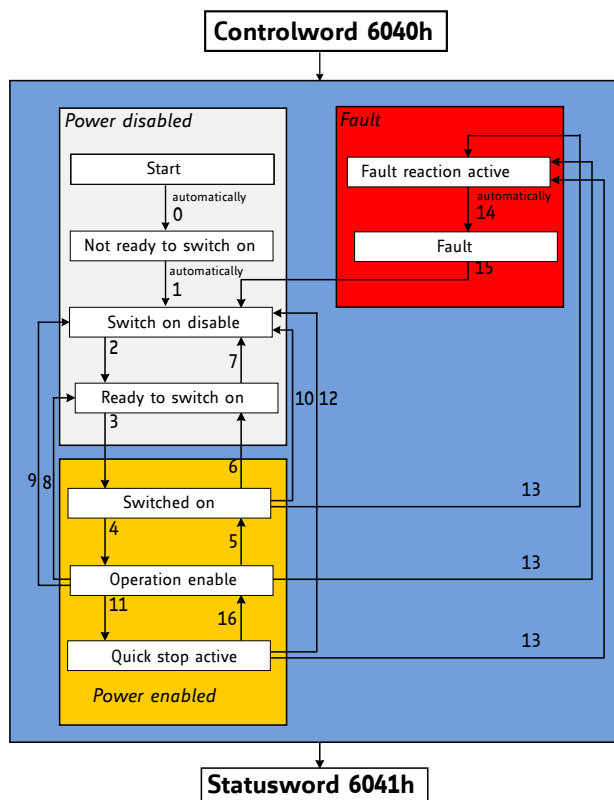 Controlword 6040h
Power disabled
Fault
Start
Fault reaction active
automatically
0
automatically
14
Not ready to switch on
Fault
automatically
1
15
Switch on disable
2
7
Ready to switch on
10
12
3
9
8
6
Switched on
13
4
5
Operation enable
13
11
16
Quick stop active
13
Power enabled
Statusword 6041h